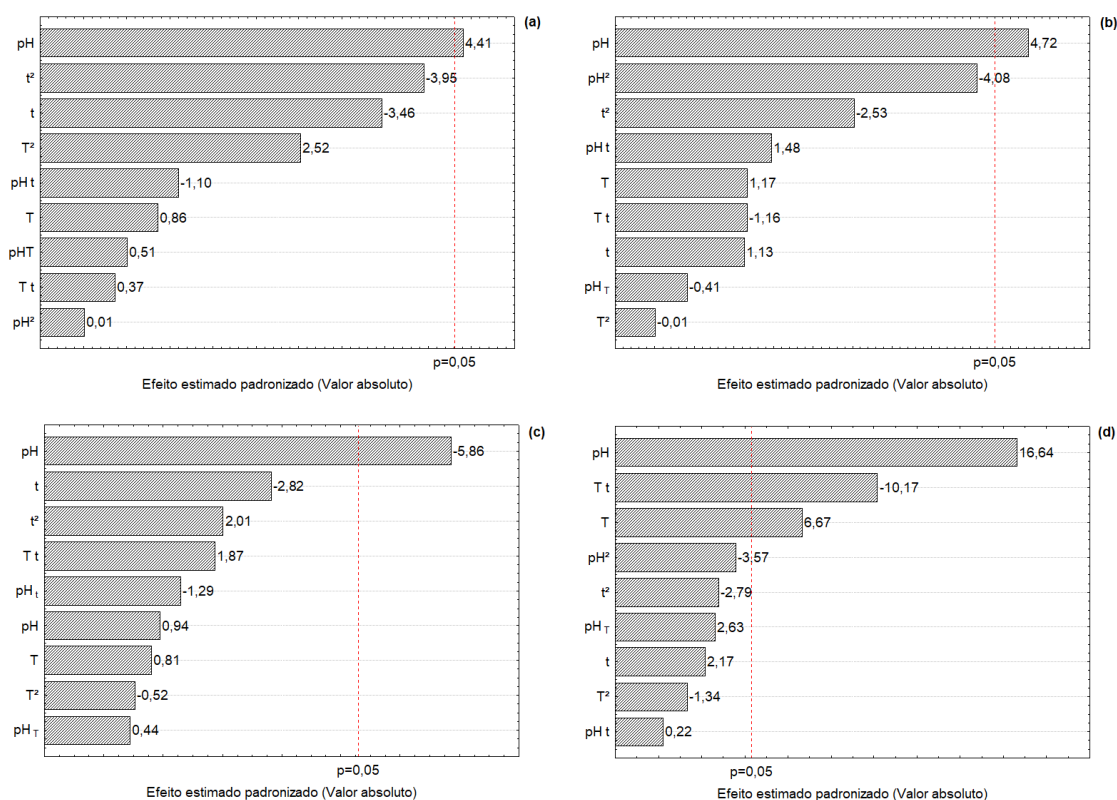 (a)
pH 4,41
t² -3,95
t -3,46
T² 2,52
pH t -1,10
T 0,86
pHT 0,51
T t 0,37
pH² 0,01
p=0,05
Efeito estimado padronizado (Valor absoluto)
(b)
pH 4,72
pH² -4,08
t² -2,53
pH t 1,48
T 1,17
T t -1,16
t 1,13
pH T -0,41
T² -0,01
p=0,05
Efeito estimado padronizado (Valor absoluto)
(c)
pH -5,86
t -2,82
t² 2,01
T t 1,87
pH t -1,29
pH 0,94
T 0,81
T² -0,52
pH T 0,44
p=0,05
Efeito estimado padronizado (Valor absoluto)
(d)
pH 16,64
T t -10,17
T 6,67
pH² -3,57
t² -2,79
pH T 2,63
t 2,17
T² -1,34
pH t 0,22
p=0,05
Efeito estimado padronizado (Valor absoluto)